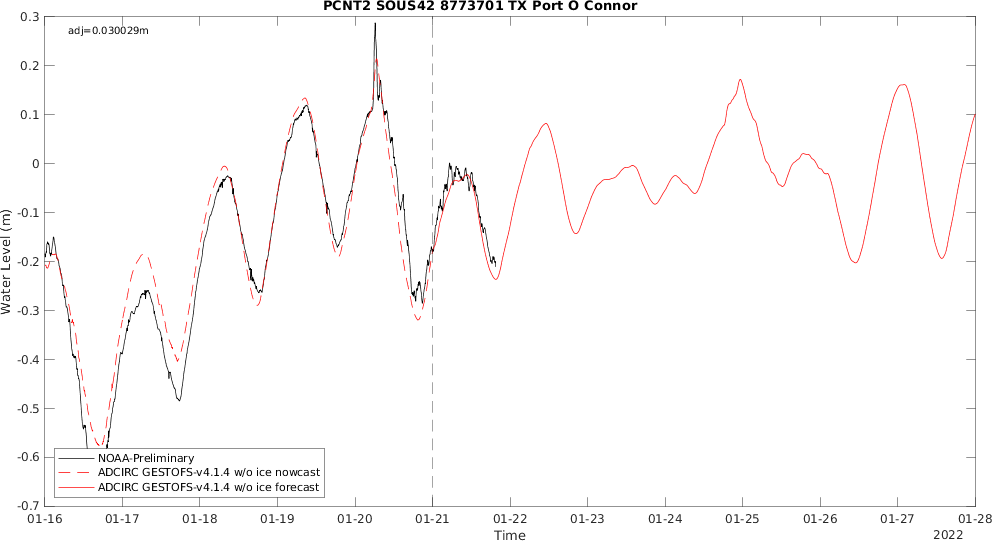 PCNT2 SOUS42 8773701 TX Port O Connor
adj=0.030029m
0.3
0.2
0.1
0
-0.1
-0.2
-0.3
-0.4
-0.5
-0.6
-0.7
Water Level (m)
NOAA-Preliminary
ADCIRC GESTOFS-v4.1.4 w/o ice nowcast
ADCIRC GESTOFS-v4.1.4 w/o ice forecast
01-16 01-17 01-18 01-19 01-20 01-21 01-22 01-23 01-24 01-25 01-26 01-27 01-28
Time
2022